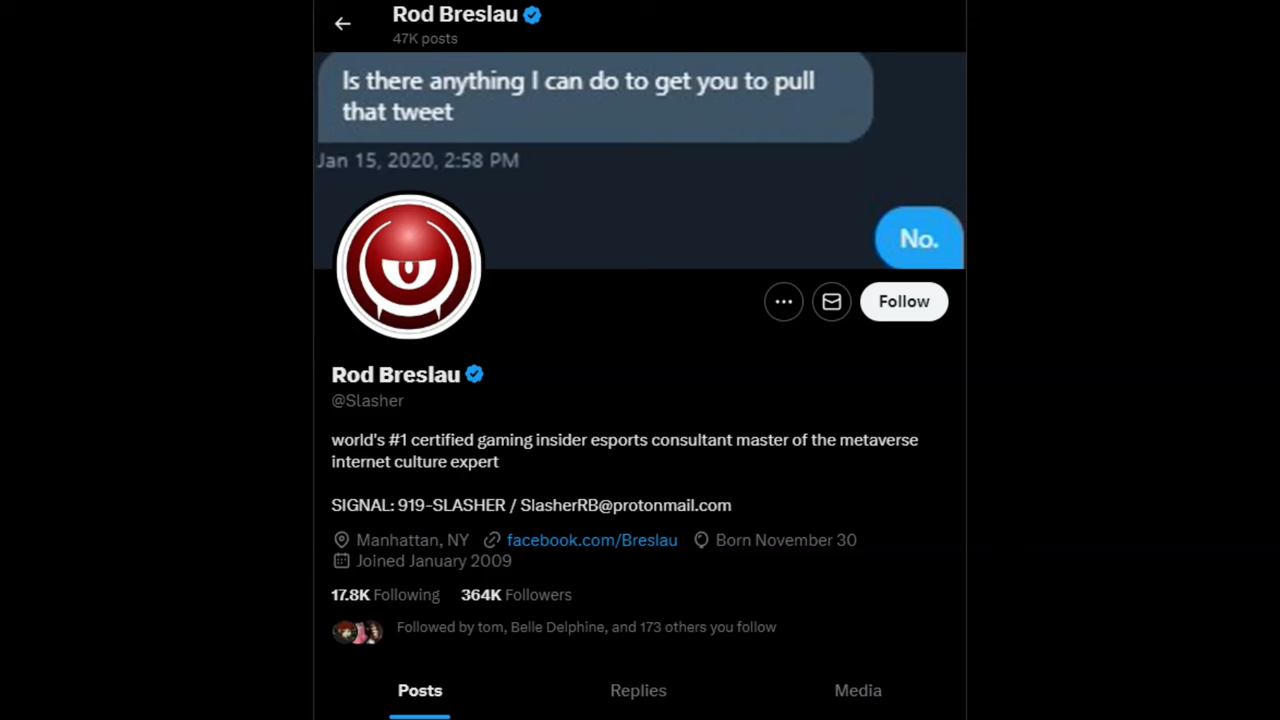 Rod Breslau
47K posts
Is there anything I can do to get you to pull
that tweet
Jan 15, 2020, 2:58 PM
No.
Follow
Rod Breslau
@Slasher
world's #1 certified gaming insider esports consultant master of the metaverse
internet culture expert
SIGNAL: 919-SLASHER / SlasherRB@protonmail.com
Manhattan, NY facebook.com/Breslau Born November 30
Joined January 2009
17.8K Following 364K Followers
Followed by tom, Belle Delphine, and 173 others you follow
Posts Replies Media